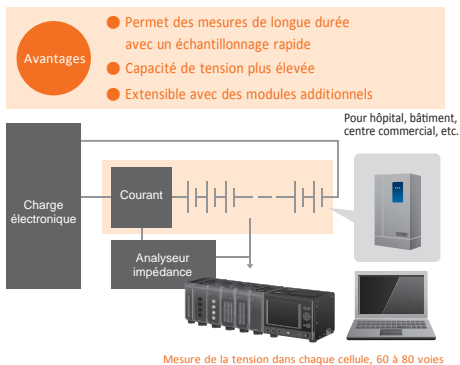 Avantages
Permet des mesures de longue durée
avec un échantillonnage rapide
Capacité de tension plus élevée
Extensible avec des modules additionnels
Pour hôpital, bâtiment,
centre commercial, etc.
Charge
électronique
Courant
Analyseur
impédance
Mesure de la tension dans chaque cellule, 60 à 80 voies